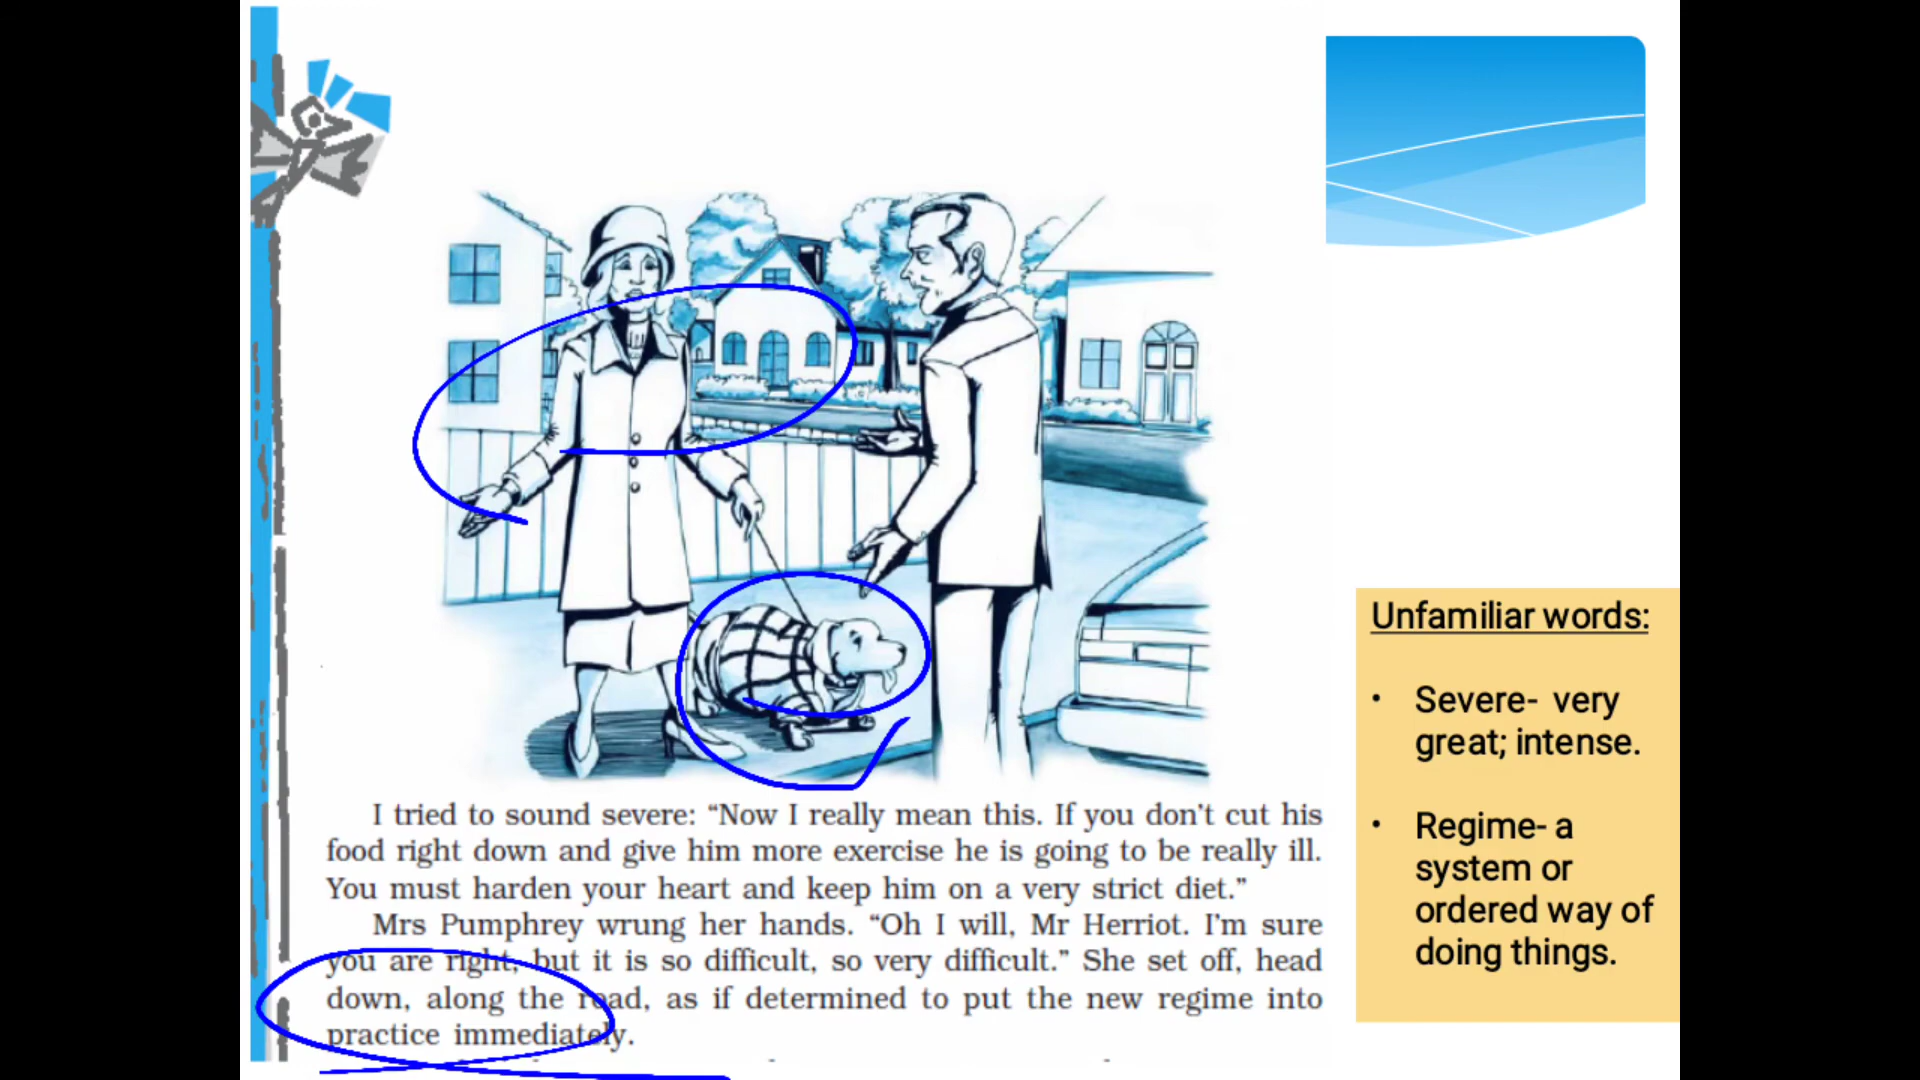 I tried to sound severe: “Now I really mean this. If you don’t cut his
food right down and give him more exercise he is going to be really ill.
You must harden your heart and keep him on a very strict diet.”
Mrs Pumphrey wrung her hands. “Oh I will, Mr Herriot. I’m sure
you are right, but it is so difficult, so very difficult.” She set off, head
down, along the road, as if determined to put the new regime into
practice immediately.
Unfamiliar words:
• Severe- very
great; intense.
• Regime- a
system or
ordered way of
doing things.